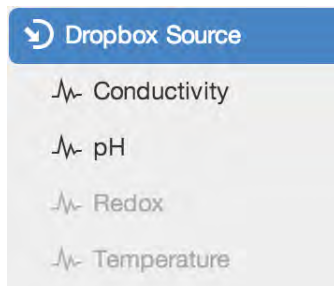 Dropbox Source
Conductivity
pH
Redox
Temperature